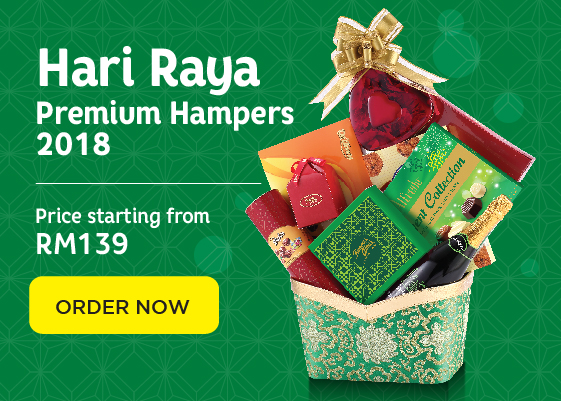 Hari Raya
Premium Hampers
2018
Price starting from
RM139
ORDER NOW
Collection